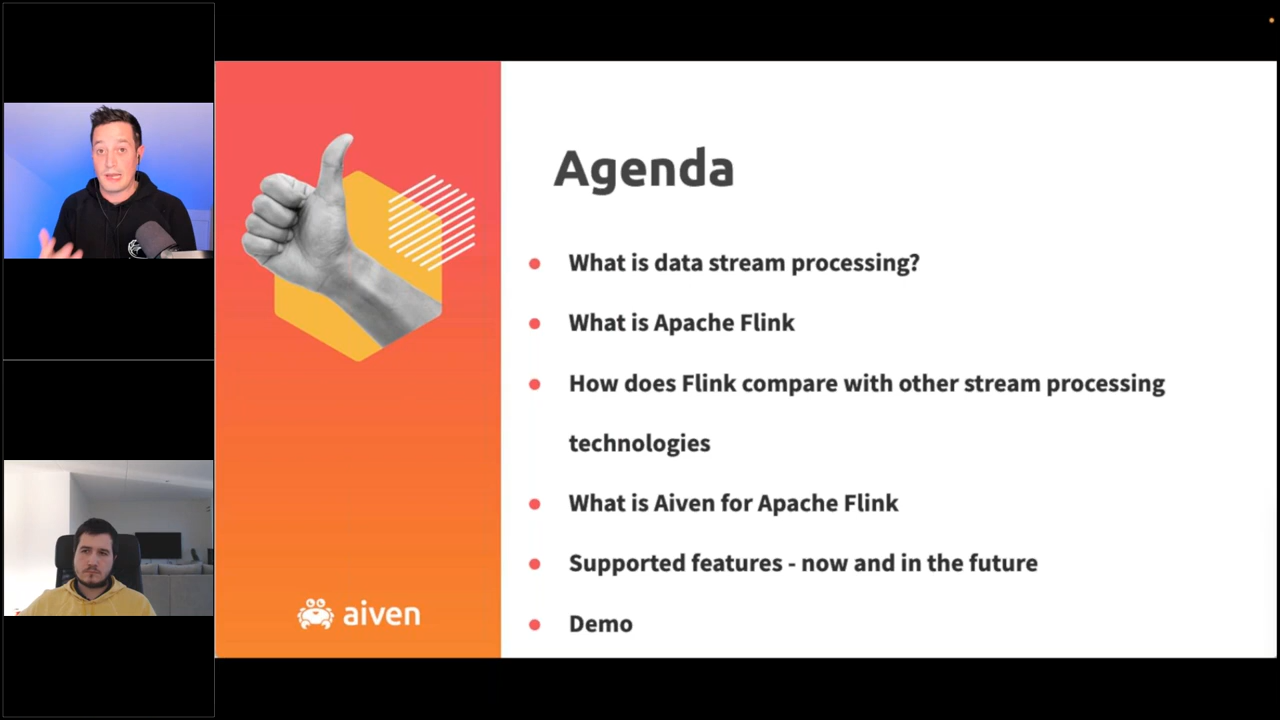 Agenda
What is data stream processing?
What is Apache Flink
How does Flink compare with other stream processing
technologies
What is Aiven for Apache Flink
Supported features - now and in the future
Demo
aiven